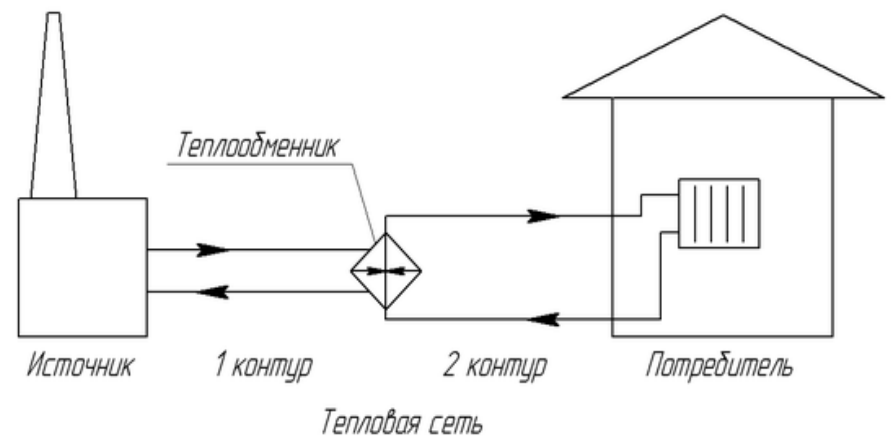 Теплообменник
Источник
1 контур
2 контур
Потребитель
Тепловая сеть